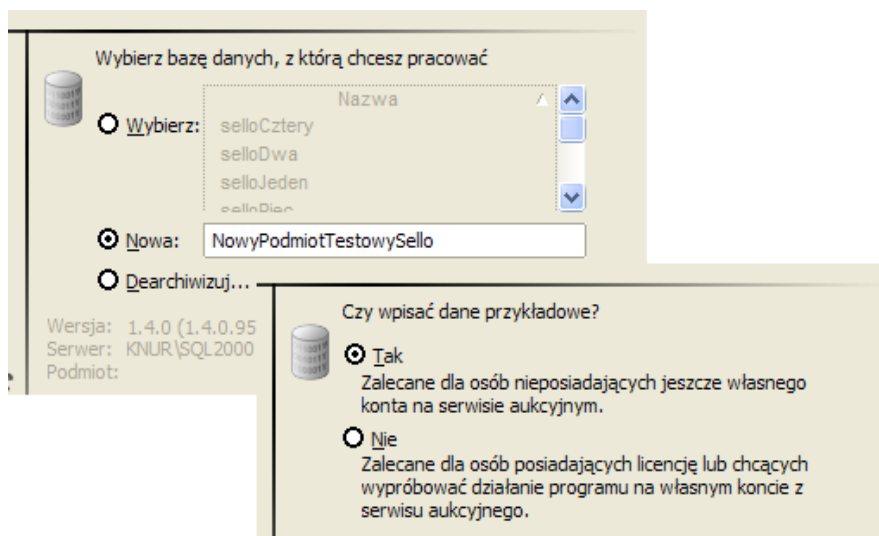 Wybierz bazę danych, z którą chcesz pracować
Nazwa
Wybierz:
selloCztery
selloDwa
selloJeden
selloPiec
Nowa: NowyPodmiotTestowySello
Dearchiwizuj...
Wersja: 1.4.0 (1.4.0.95
Serwer: KNUR\SQL2000
Podmiot:
Czy wpisać dane przykładowe?
Tak
Zalecane dla osób nieposiadających jeszcze własnego
konta na serwisie aukcyjnym.
Nie
Zalecane dla osób posiadających licencję lub chcących
wypróbować działanie programu na własnym koncie z
serwisu aukcyjnego.